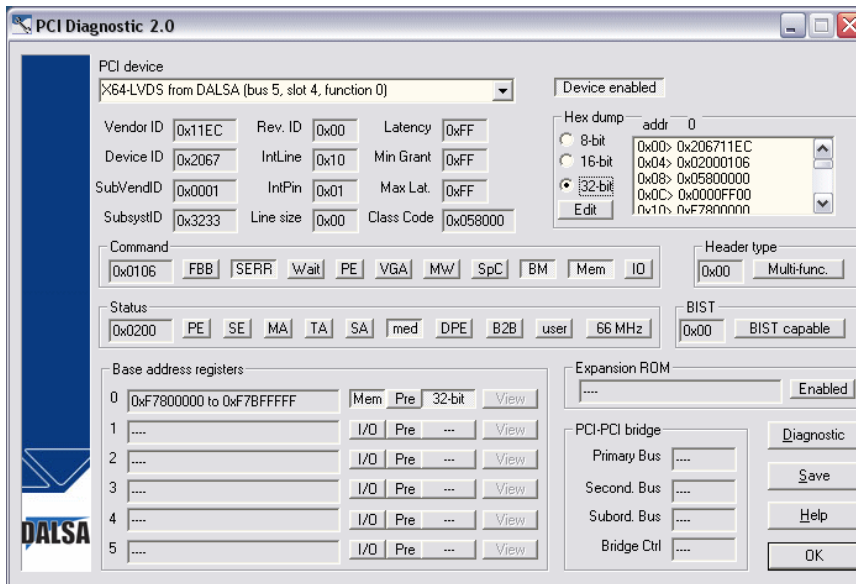 PCI Diagnostic 2.0
PCI device
X64-LVDS from DALSA (bus 5, slot 4, function 0)
Device enabled
Vendor ID 0x11EC Rev. ID 0x00 Latency 0xFF
Device ID 0x2067 IntLine 0x10 Min Grant 0xFF
SubVendID 0x0001 IntPin 0x01 Max Lat. 0xFF
SubsystID 0x3233 Line size 0x00 Class Code 0x058000
Hex dump addr 0
8-bit
16-bit
32-bit
Edit
0x00> 0x206711EC
0x04> 0x02000106
0x08> 0x05800000
0x0C> 0x0000FF00
0x10> 0xF7800000
Command
0x0106 FBB SERR Wait PE VGA MW SpC BM Mem IO
Header type
0x00 Multi-func.
Status
0x0200 PE SE MA TA SA med DPE B2B user 66 MHz
BIST
0x00 BIST capable
Base address registers
0 0xF7800000 to 0xF7BFFFFF Mem Pre 32-bit View
1 ---- I/O Pre --- View
2 ---- I/O Pre --- View
3 ---- I/O Pre --- View
4 ---- I/O Pre --- View
5 ---- I/O Pre --- View
Expansion ROM
---- Enabled
PCI-PCI bridge
Primary Bus ----
Second. Bus ----
Subord. Bus ----
Bridge Ctrl ----
Diagnostic
Save
Help
OK
DALSA